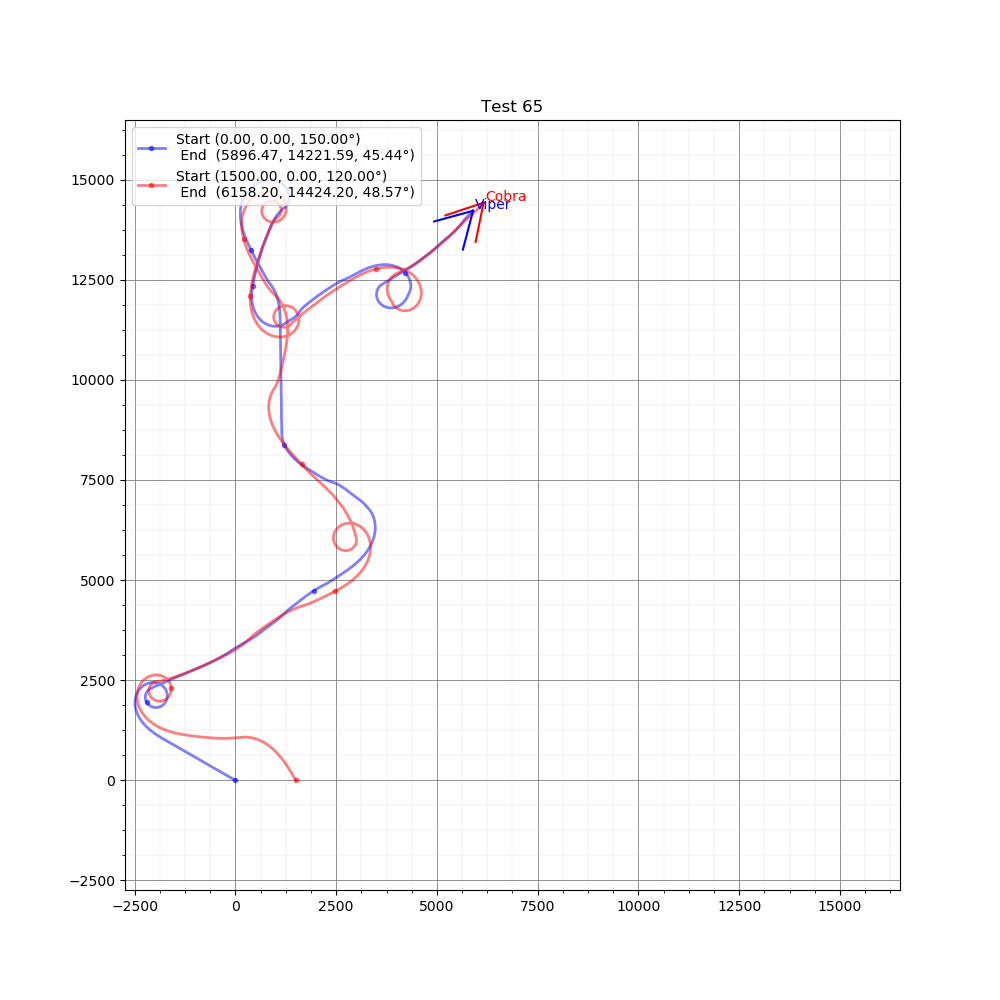 Test 65
Start (0.00, 0.00, 150.00°)
End  (5896.47, 14221.59, 45.44°)
Start (1500.00, 0.00, 120.00°)
End  (6158.20, 14424.20, 48.57°)
Cobra
Viper
15000
12500
10000
7500
5000
2500
0
−2500
−2500 0 2500 5000 7500 10000 12500 15000